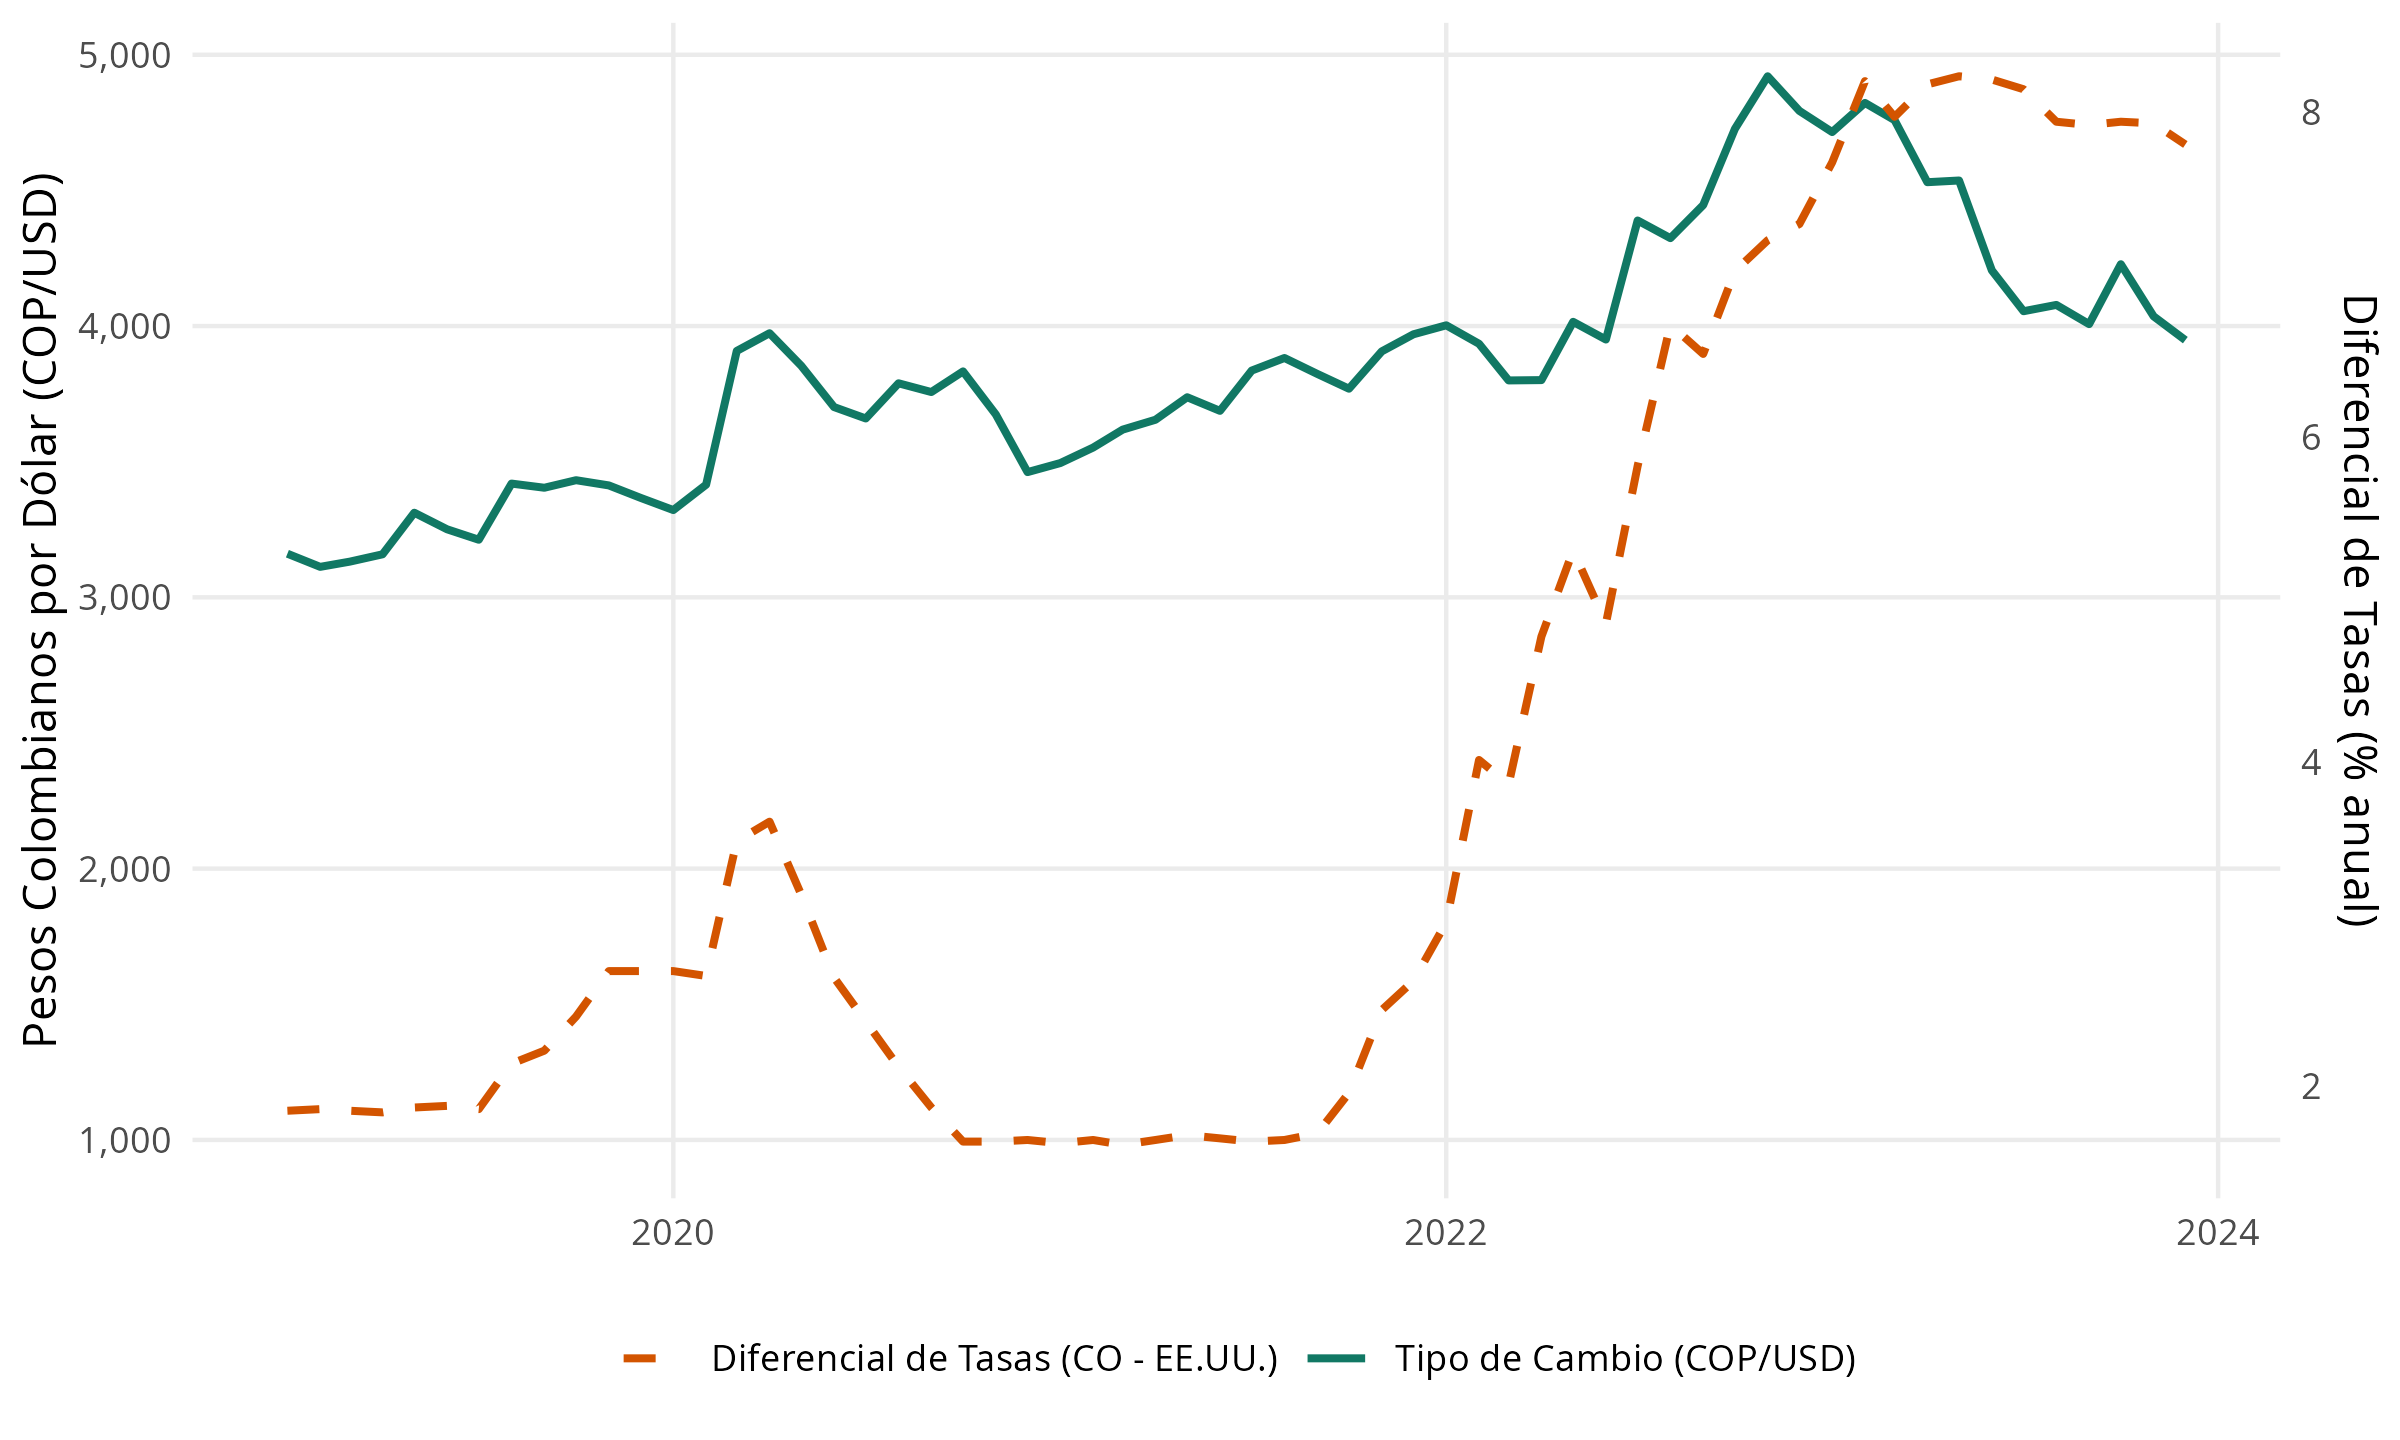 Pesos Colombianos por Dólar (COP/USD)
5,000
4,000
3,000
2,000
1,000
8
6
4
2
Diferencial de Tasas (% anual)
2020 2022 2024
Diferencial de Tasas (CO - EE.UU.) Tipo de Cambio (COP/USD)